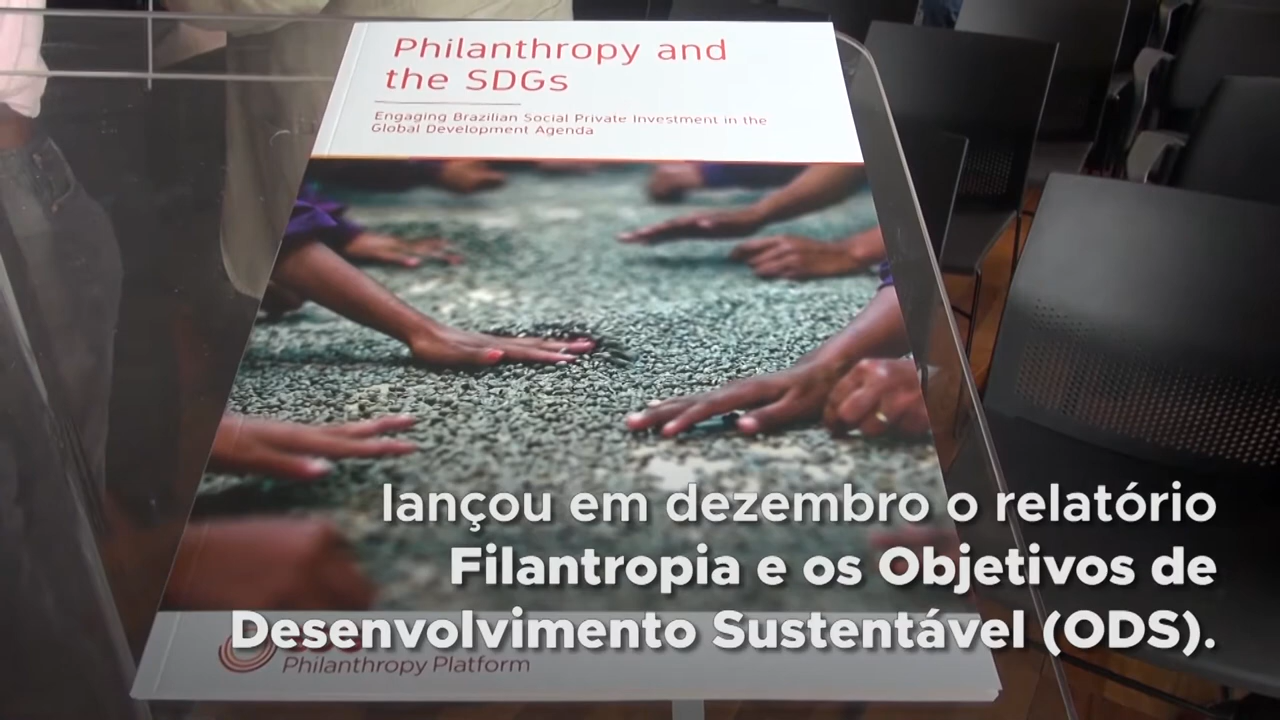 Philanthropy and
the SDGs
Engaging Brazilian Social Private Investment in the
Global Development Agenda
lançou em dezembro o relatório
Filantropia e os Objetivos de
Desenvolvimento Sustentável (ODS).
Philanthropy Platform